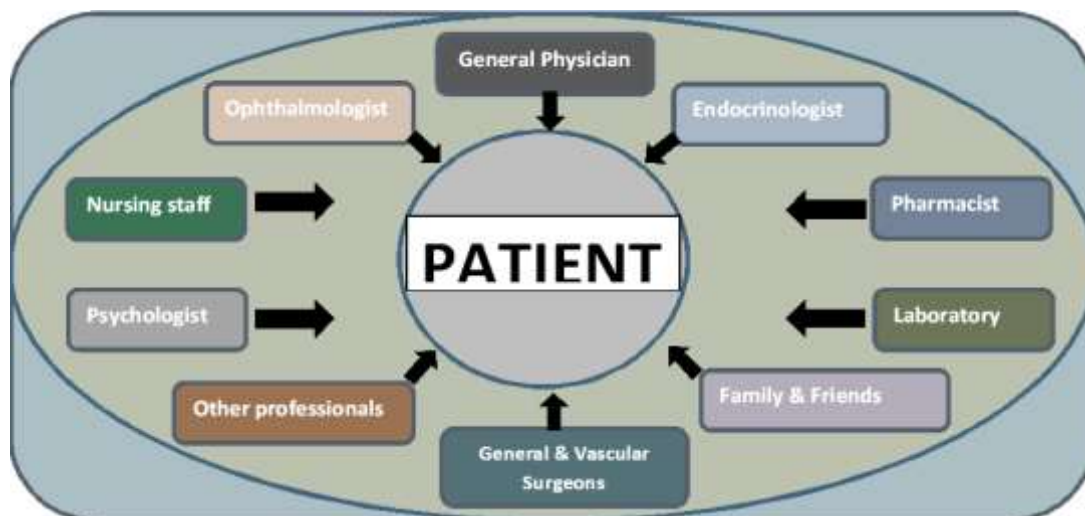 General Physician
Ophthalmologist
Endocrinologist
Nursing staff
Pharmacist
PATIENT
Psychologist
Laboratory
Other professionals
Family & Friends
General & Vascular
Surgeons